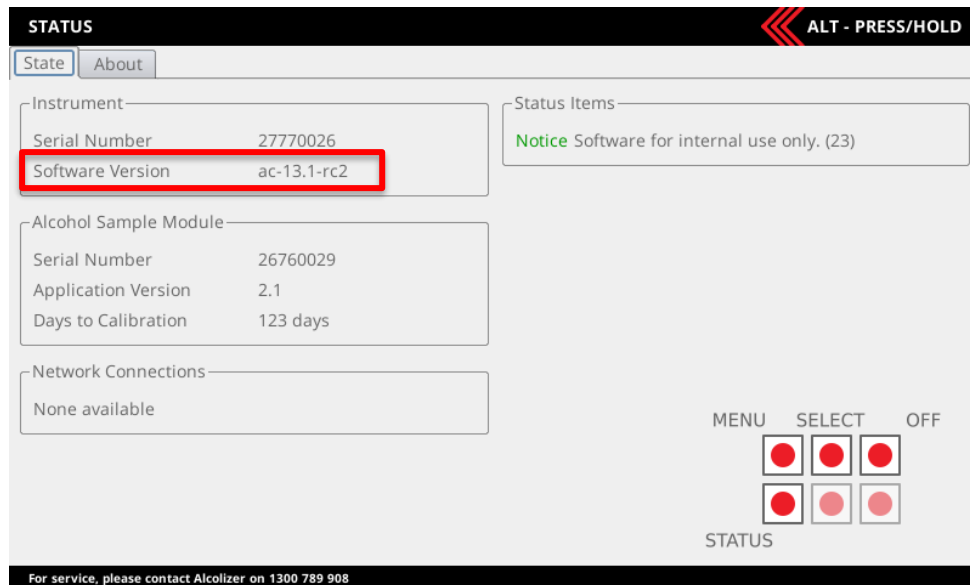 STATUS
ALT - PRESS/HOLD
State About
Instrument
Serial Number 27770026
Software Version ac-13.1-rc2
Alcohol Sample Module
Serial Number 26760029
Application Version 2.1
Days to Calibration 123 days
Network Connections
None available
Status Items
Notice Software for internal use only. (23)
MENU SELECT OFF
STATUS
For service, please contact Alcolizer on 1300 789 908